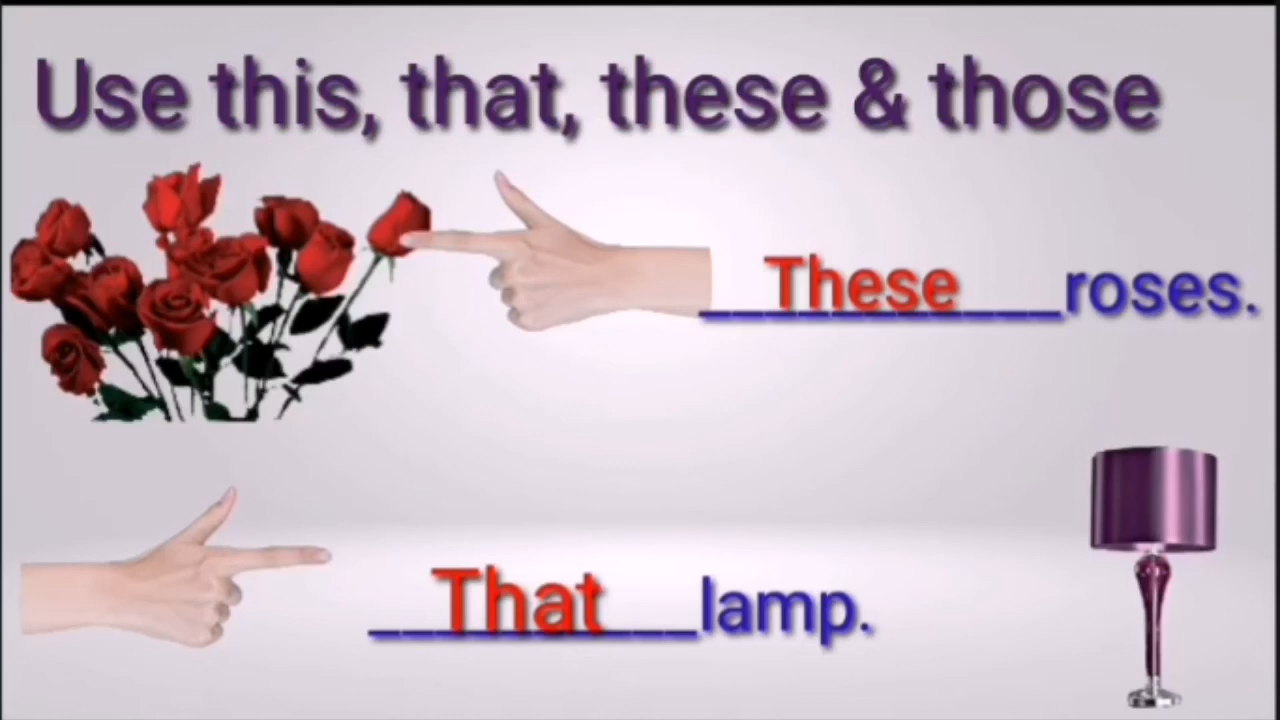 Use this, that, these & those
These roses.
That lamp.